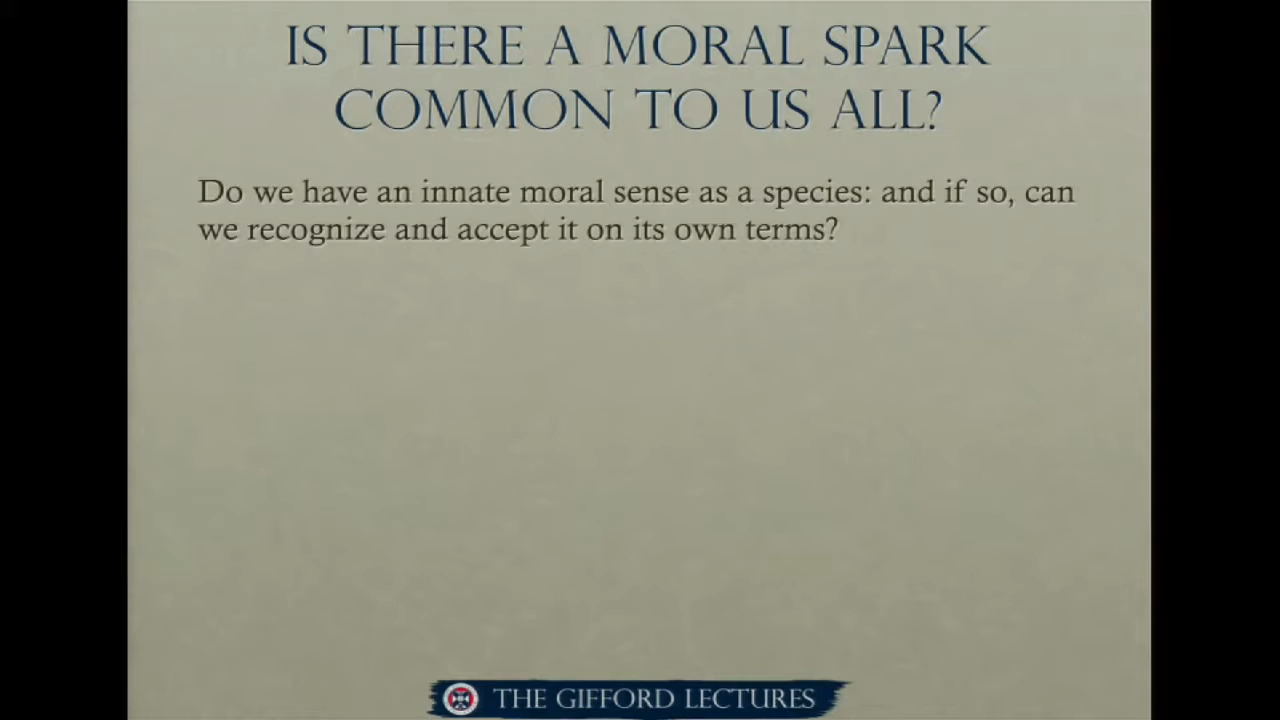 IS THERE A MORAL SPARK
COMMON TO US ALL?
Do we have an innate moral sense as a species: and if so, can
we recognize and accept it on its own terms?
THE GIFFORD LECTURES